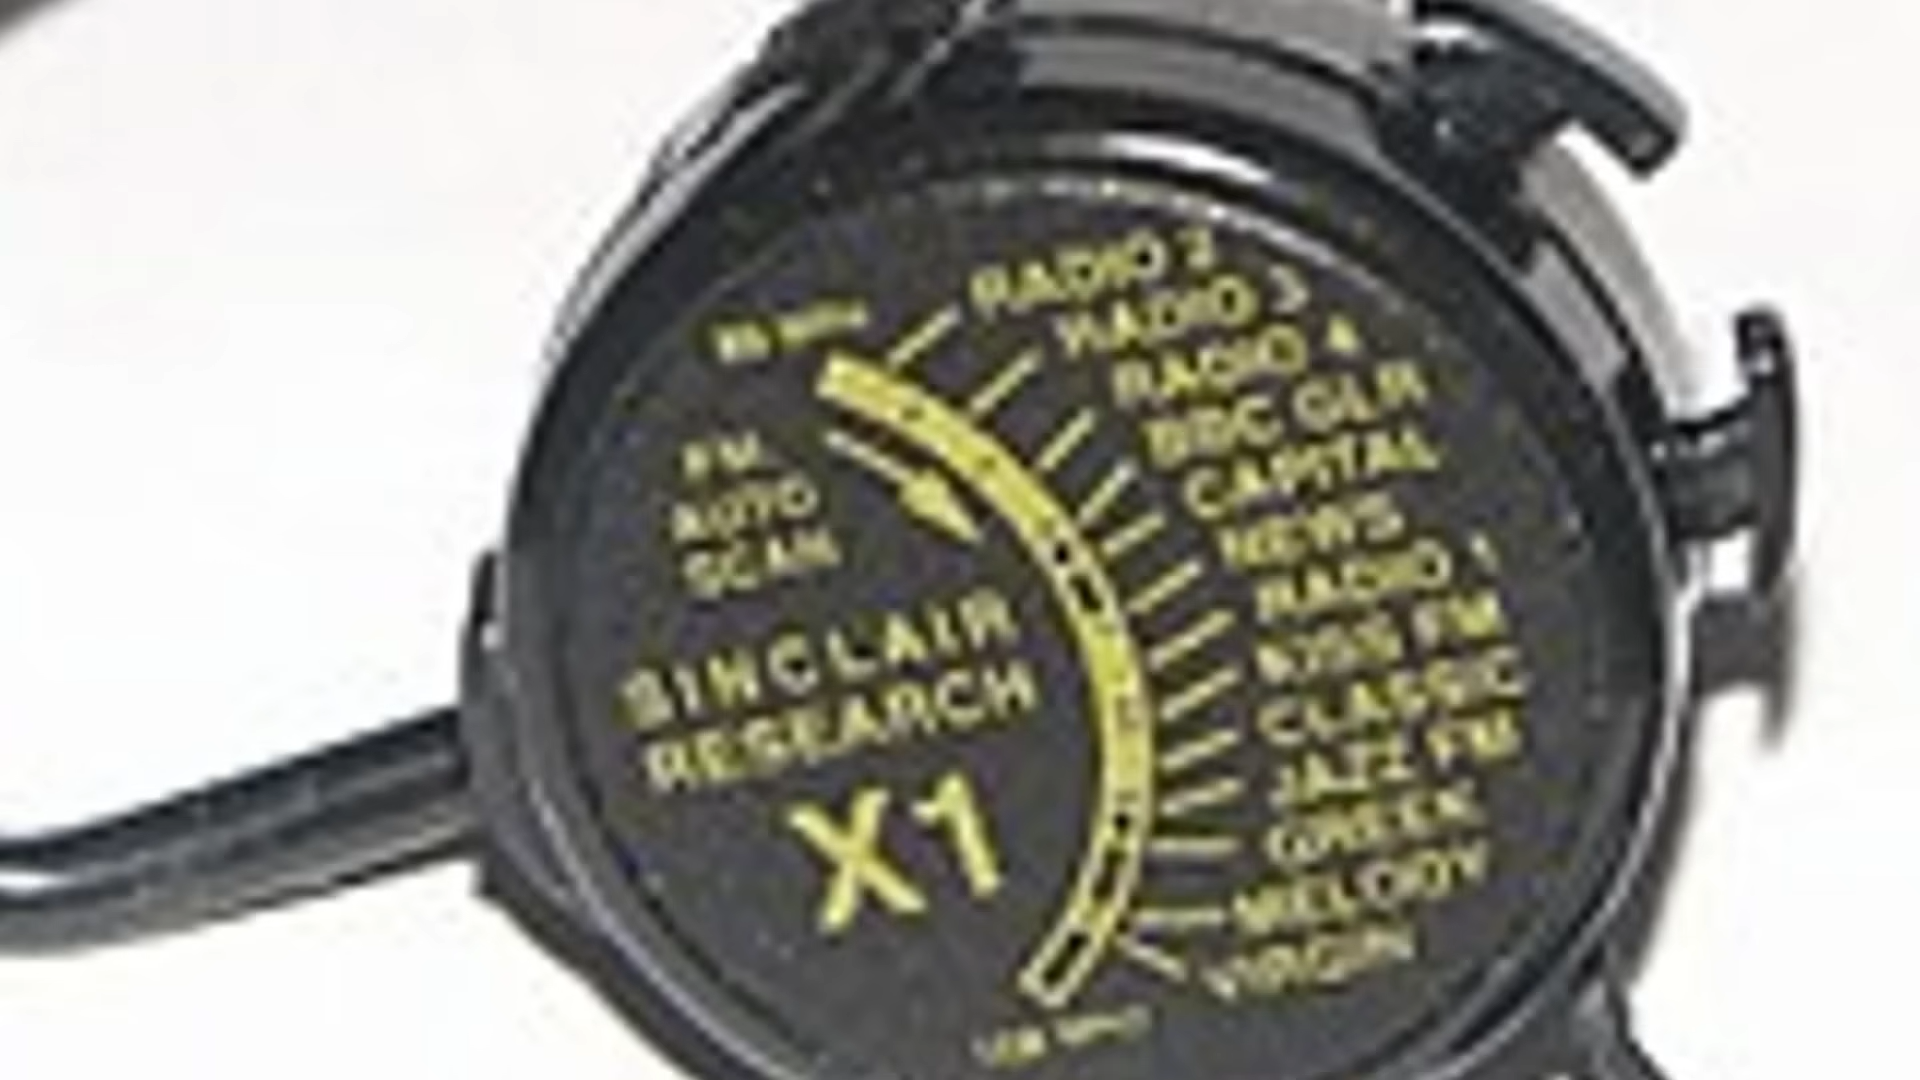 RADIO 2
RADIO 3
RADIO 4
BBC GLR
CAPITAL
NEWS
RADIO 1
KISS FM
CLASSIC
JAZZ FM
GREEK
MELODY
VIRGIN
FM
AUTO
SCAN
SINCLAIR
RESEARCH
X1